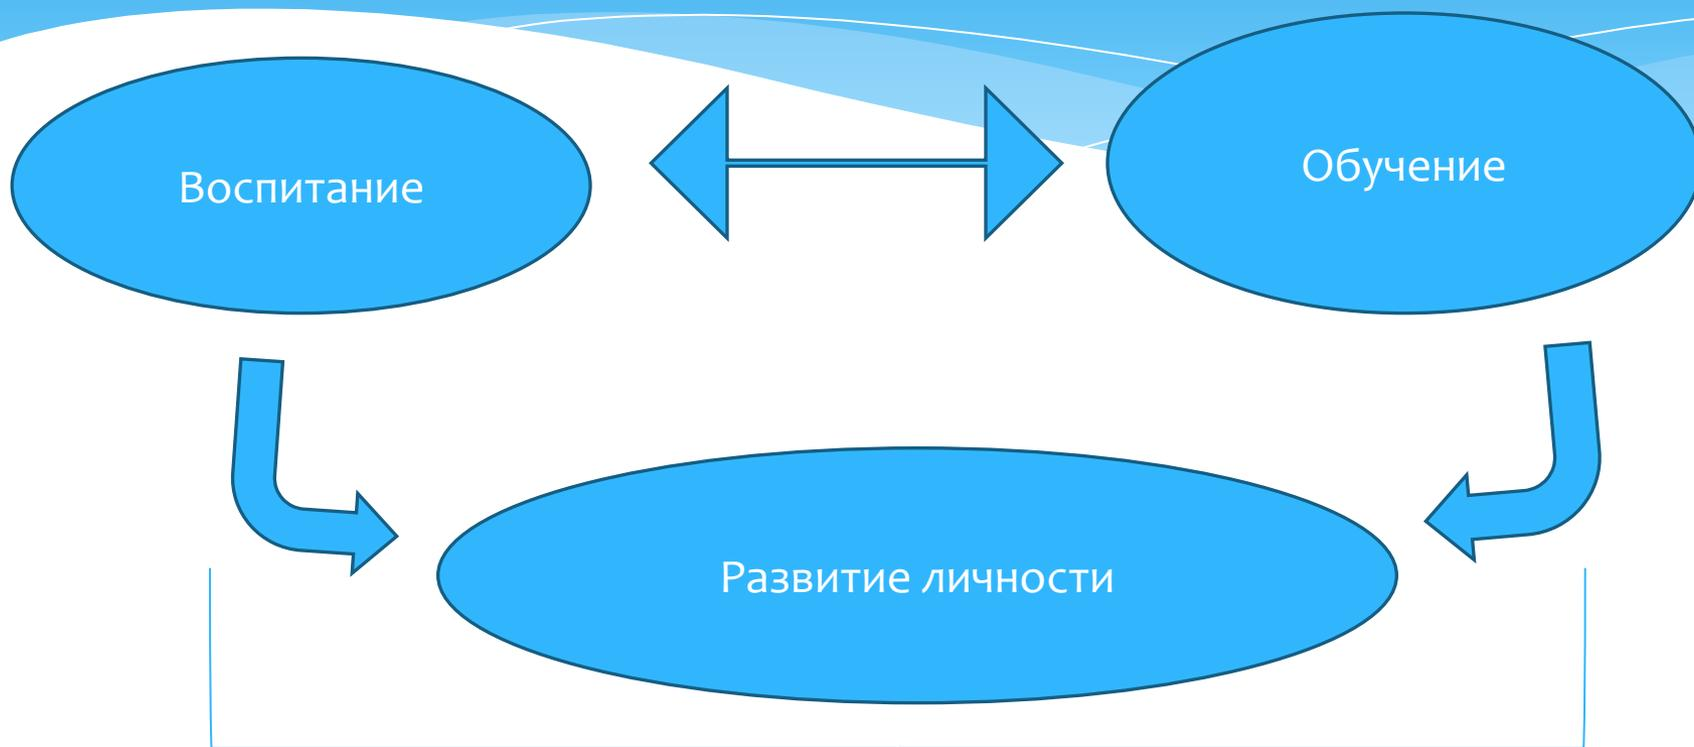 Воспитание
Обучение
Развитие личности